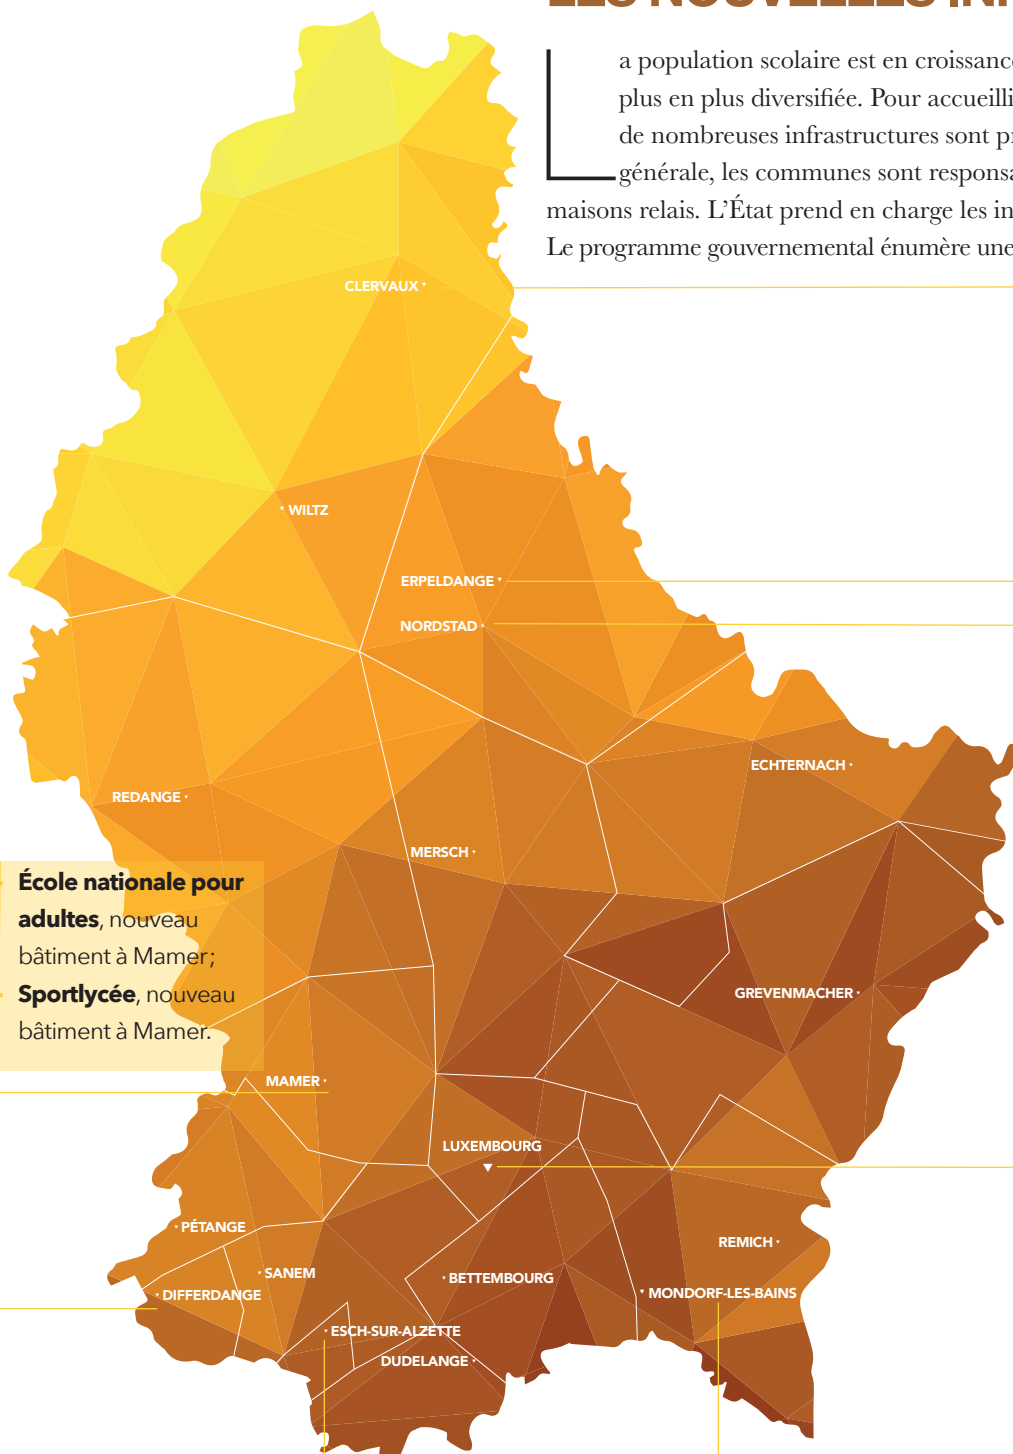 LES NOUVELLES
a population scolaire est en croissance
plus en plus diversifiée. Pour accueilli
de nombreuses infrastructures sont
générale, les communes sont
maisons relais. L’État prend en charge les
Le programme gouvernemental énumère une
CLERVAUX
WILTZ
ERPELDANGE
NORDSTAD
ECHTERNACH
REDANGE
MERSCH
École nationale pour
adultes, nouveau
bâtiment à Mamer;
Sportlycée, nouveau
bâtiment à Mamer.
GREVENMACHER
MAMER
LUXEMBOURG
PÉTANGE
REMICH
SANEM
BETTEMBOURG
DIFFERDANGE
MONDORF-LES-BAINS
ESCH-SUR-ALZETTE
DUDELANGE